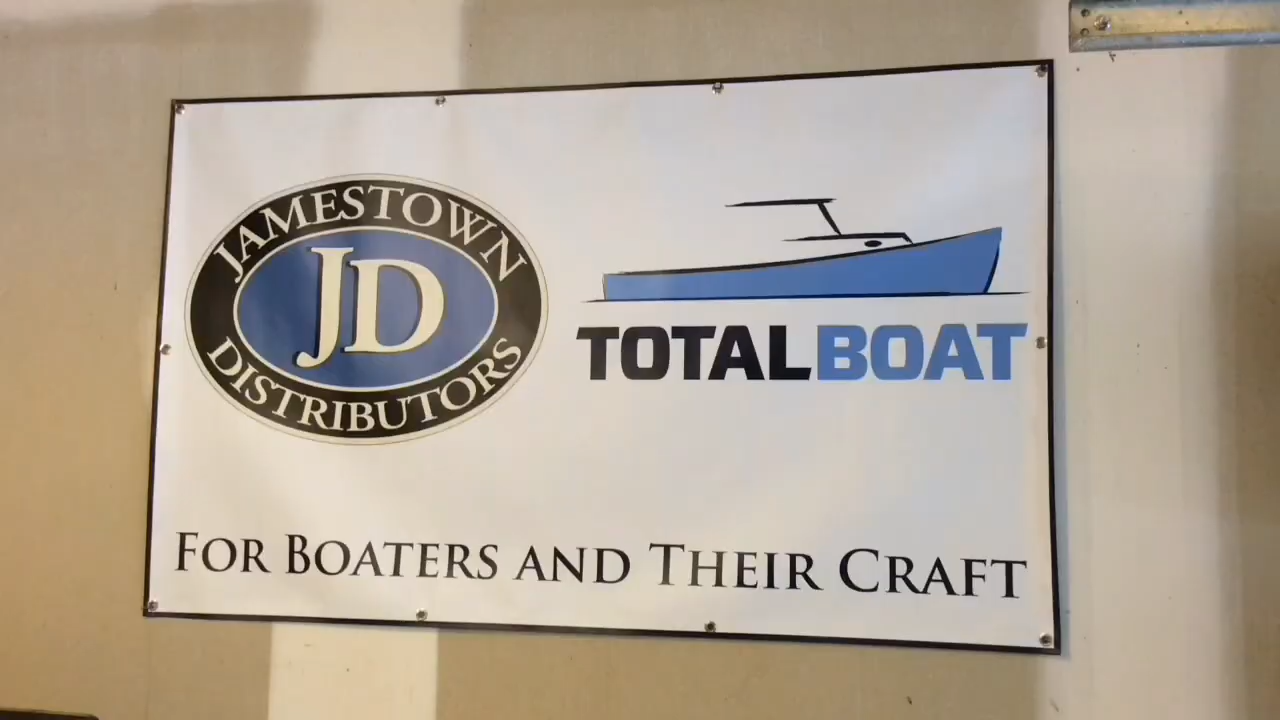 JAMESTOWN
JD
DISTRIBUTORS
TOTALBOAT
FOR BOATERS AND THEIR CRAFT